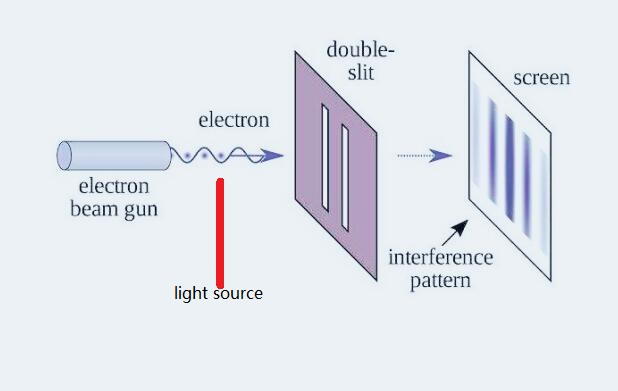 double-
slit
screen
electron
electron
beam gun
light source
interference
pattern